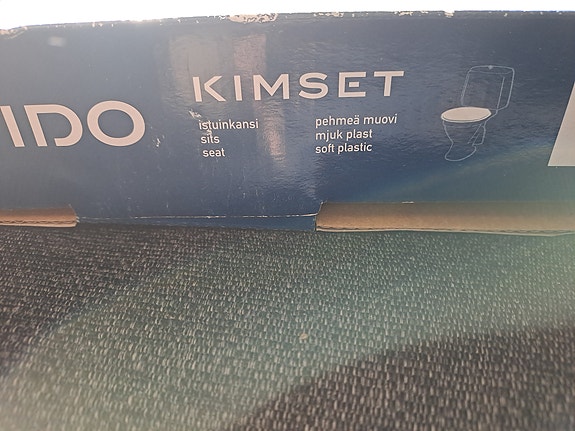 IDO
KIMSET
istuinkansi
sits
seat
pehmeä muovi
mjuk plast
soft plastic